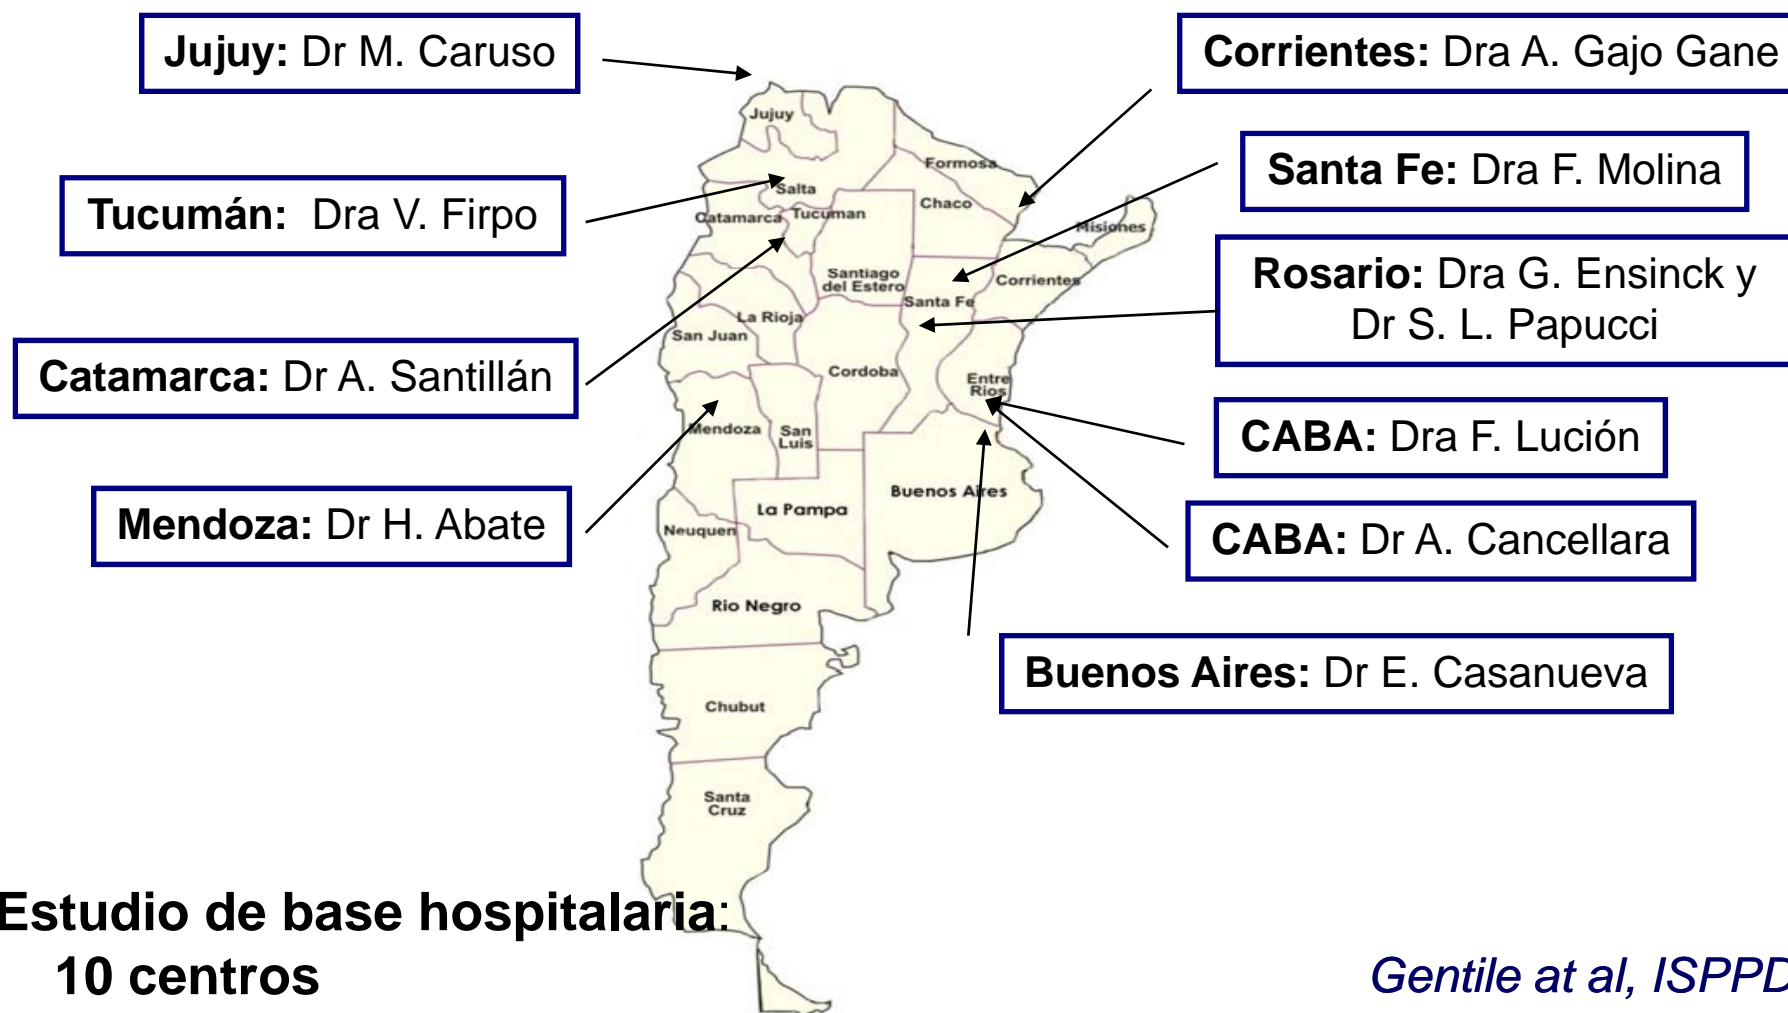 Jujuy: Dr M. Caruso
Corrientes: Dra A. Gajo Gane
Santa Fe: Dra F. Molina
Tucumán: Dra V. Firpo
Rosario: Dra G. Ensinck y
Dr S. L. Papucci
Catamarca: Dr A. Santillán
CABA: Dra F. Lución
Mendoza: Dr H. Abate
CABA: Dr A. Cancellara
Buenos Aires: Dr E. Casanueva
Jujuy
Formosa
Salta
Chaco
Catamarca
Tucuman
Misiones
Santiago
del Estero
Corrientes
Santa Fe
La Rioja
San Juan
Cordoba
Entre
Rios
Mendoza
San
Luis
Buenos Aires
La Pampa
Neuquen
Rio Negro
Chubut
Santa
Cruz
Estudio de base hospitalaria:
10 centros
Gentile at al, ISPPD